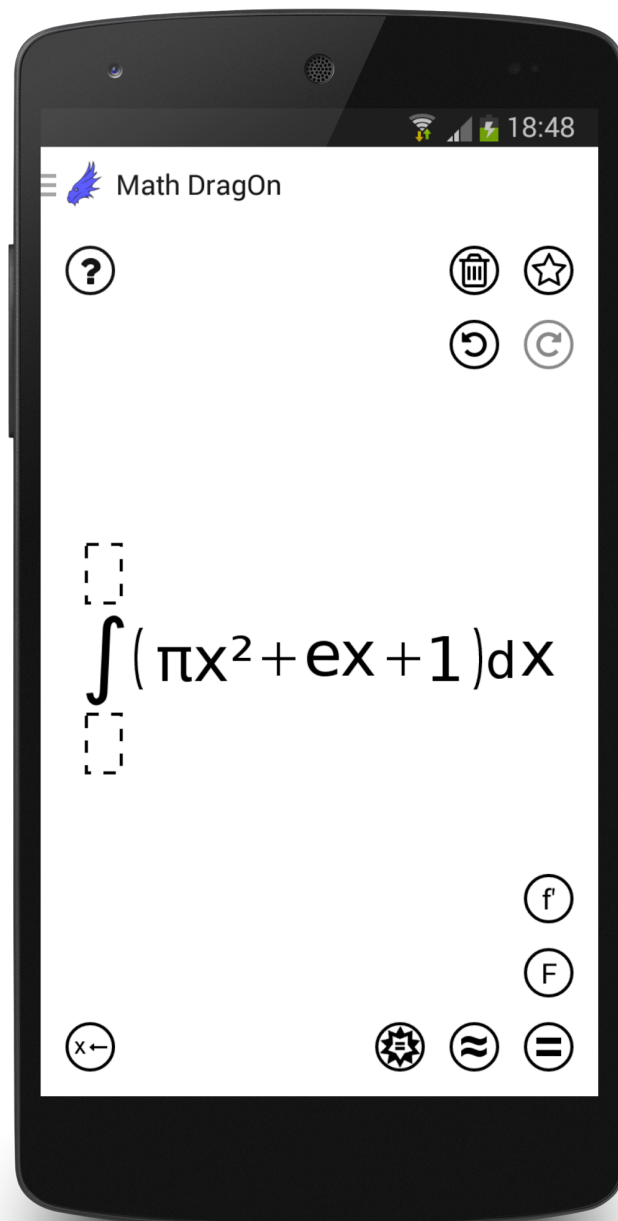 18:48
Math DragOn
?
∫(πx²+ex+1)dx
f'
F
x← = ≈ =